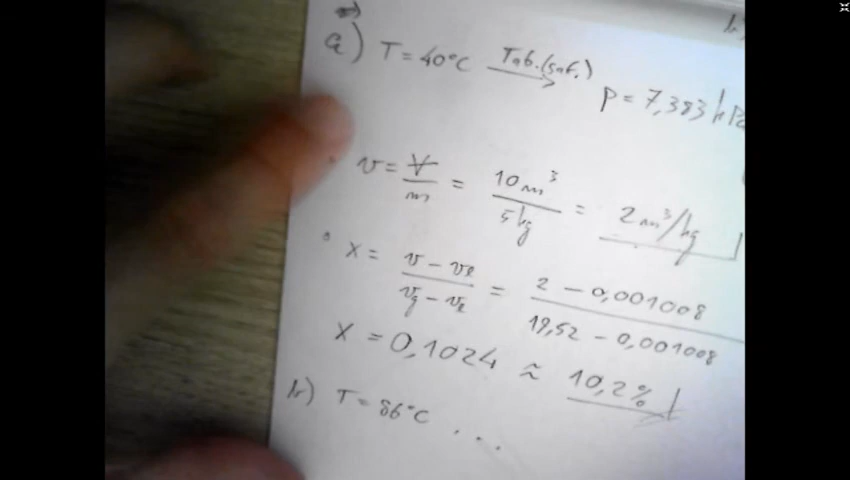 a) T = 40°C Tab.(sat.) → p = 7,383 kPa
v = V/m = 10 m³ / 5 kg = 2 m³/kg
x = (v - vℓ) / (vg - vℓ) = (2 - 0,001008) / (19,52 - 0,001008)
x = 0,1024 ≈ 10,2%
b) T = 86°C ...